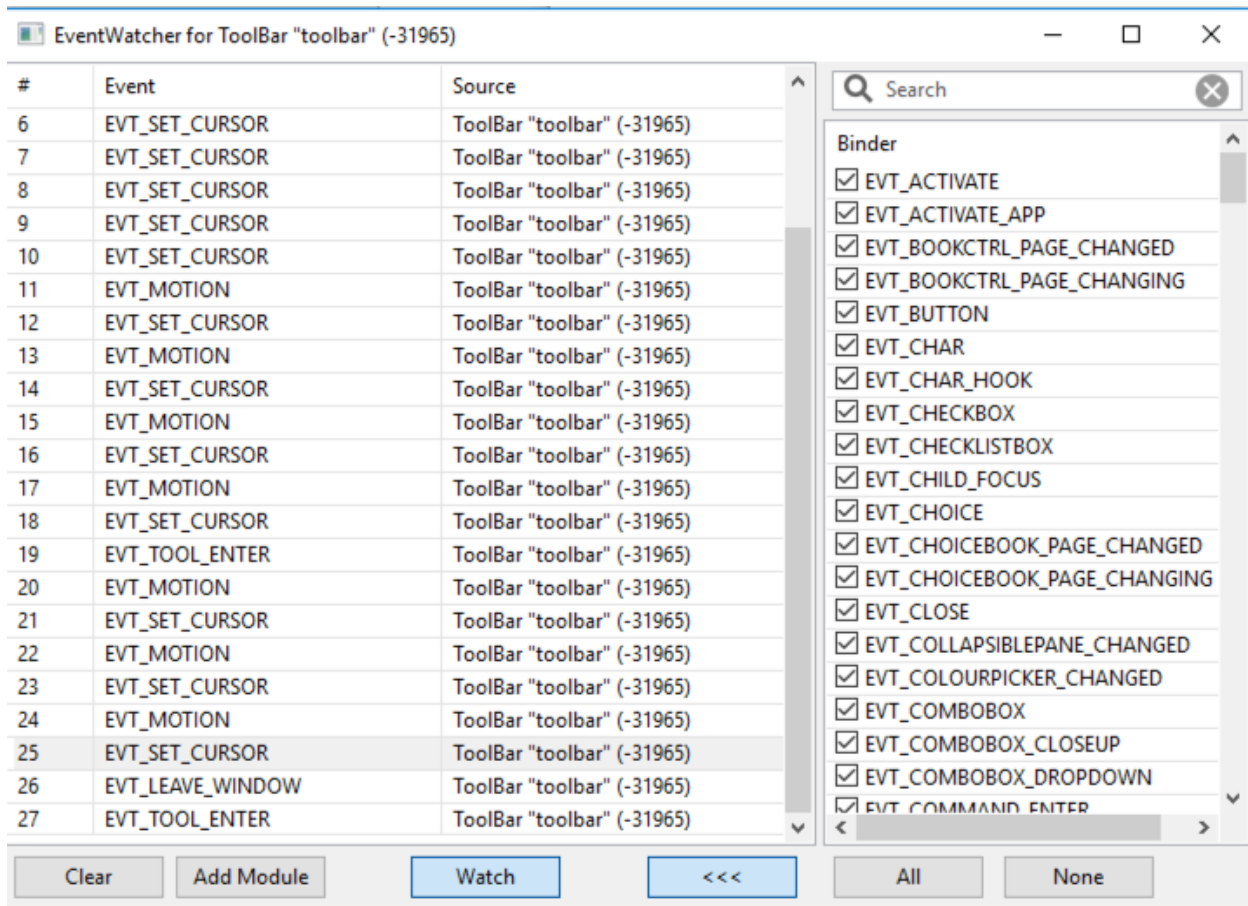 EventWatcher for ToolBar "toolbar" (-31965)
# Event Source
6 EVT_SET_CURSOR ToolBar "toolbar" (-31965)
7 EVT_SET_CURSOR ToolBar "toolbar" (-31965)
8 EVT_SET_CURSOR ToolBar "toolbar" (-31965)
9 EVT_SET_CURSOR ToolBar "toolbar" (-31965)
10 EVT_SET_CURSOR ToolBar "toolbar" (-31965)
11 EVT_MOTION ToolBar "toolbar" (-31965)
12 EVT_SET_CURSOR ToolBar "toolbar" (-31965)
13 EVT_MOTION ToolBar "toolbar" (-31965)
14 EVT_SET_CURSOR ToolBar "toolbar" (-31965)
15 EVT_MOTION ToolBar "toolbar" (-31965)
16 EVT_SET_CURSOR ToolBar "toolbar" (-31965)
17 EVT_MOTION ToolBar "toolbar" (-31965)
18 EVT_SET_CURSOR ToolBar "toolbar" (-31965)
19 EVT_TOOL_ENTER ToolBar "toolbar" (-31965)
20 EVT_MOTION ToolBar "toolbar" (-31965)
21 EVT_SET_CURSOR ToolBar "toolbar" (-31965)
22 EVT_MOTION ToolBar "toolbar" (-31965)
23 EVT_SET_CURSOR ToolBar "toolbar" (-31965)
24 EVT_MOTION ToolBar "toolbar" (-31965)
25 EVT_SET_CURSOR ToolBar "toolbar" (-31965)
26 EVT_LEAVE_WINDOW ToolBar "toolbar" (-31965)
27 EVT_TOOL_ENTER ToolBar "toolbar" (-31965)
Search
Binder
EVT_ACTIVATE
EVT_ACTIVATE_APP
EVT_BOOKCTRL_PAGE_CHANGED
EVT_BOOKCTRL_PAGE_CHANGING
EVT_BUTTON
EVT_CHAR
EVT_CHAR_HOOK
EVT_CHECKBOX
EVT_CHECKLISTBOX
EVT_CHILD_FOCUS
EVT_CHOICE
EVT_CHOICEBOOK_PAGE_CHANGED
EVT_CHOICEBOOK_PAGE_CHANGING
EVT_CLOSE
EVT_COLLAPSIBLEPANE_CHANGED
EVT_COLOURPICKER_CHANGED
EVT_COMBOBOX
EVT_COMBOBOX_CLOSEUP
EVT_COMBOBOX_DROPDOWN
EVT_COMMAND_ENTER
Clear Add Module Watch <<< All None